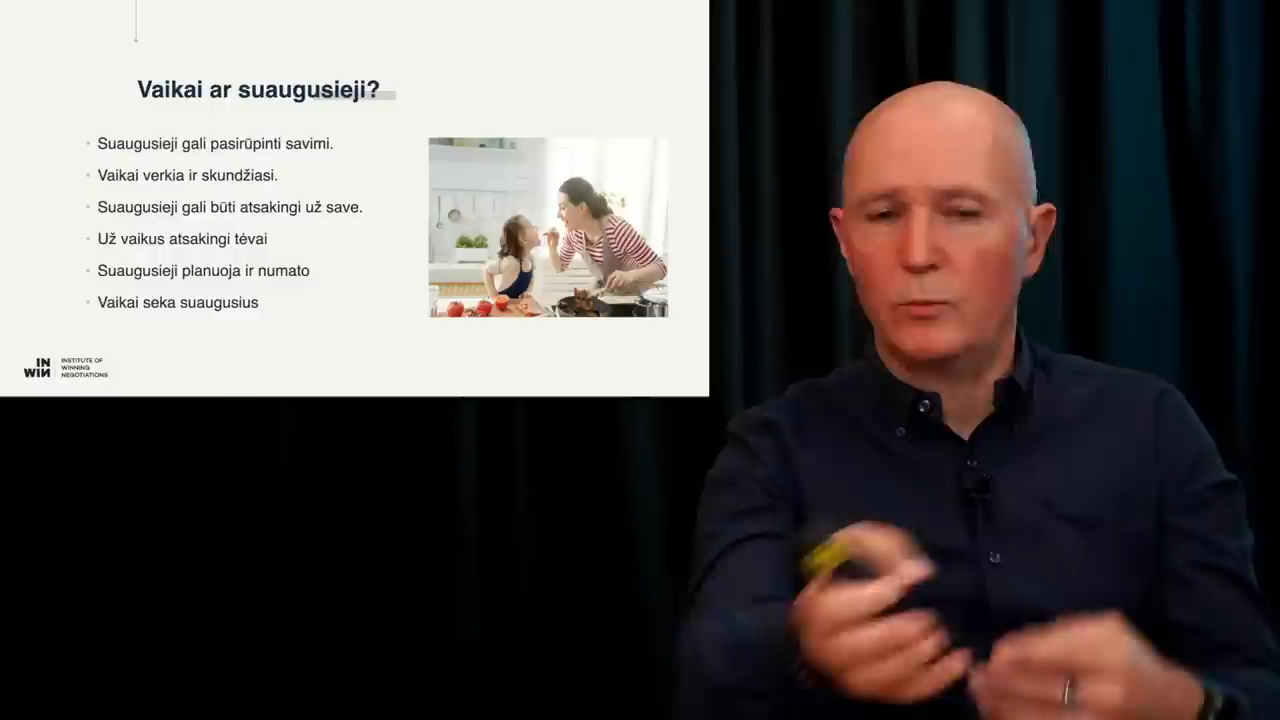 Vaikai ar suaugusieji?
Suaugusieji gali pasirūpinti savimi.
Vaikai verkia ir skundžiasi.
Suaugusieji gali būti atsakingi už save.
Už vaikus atsakingi tėvai
Suaugusieji planuoja ir numato
Vaikai seka suaugusius
IN
WIN
INSTITUTE OF
WINNING
NEGOTIATIONS